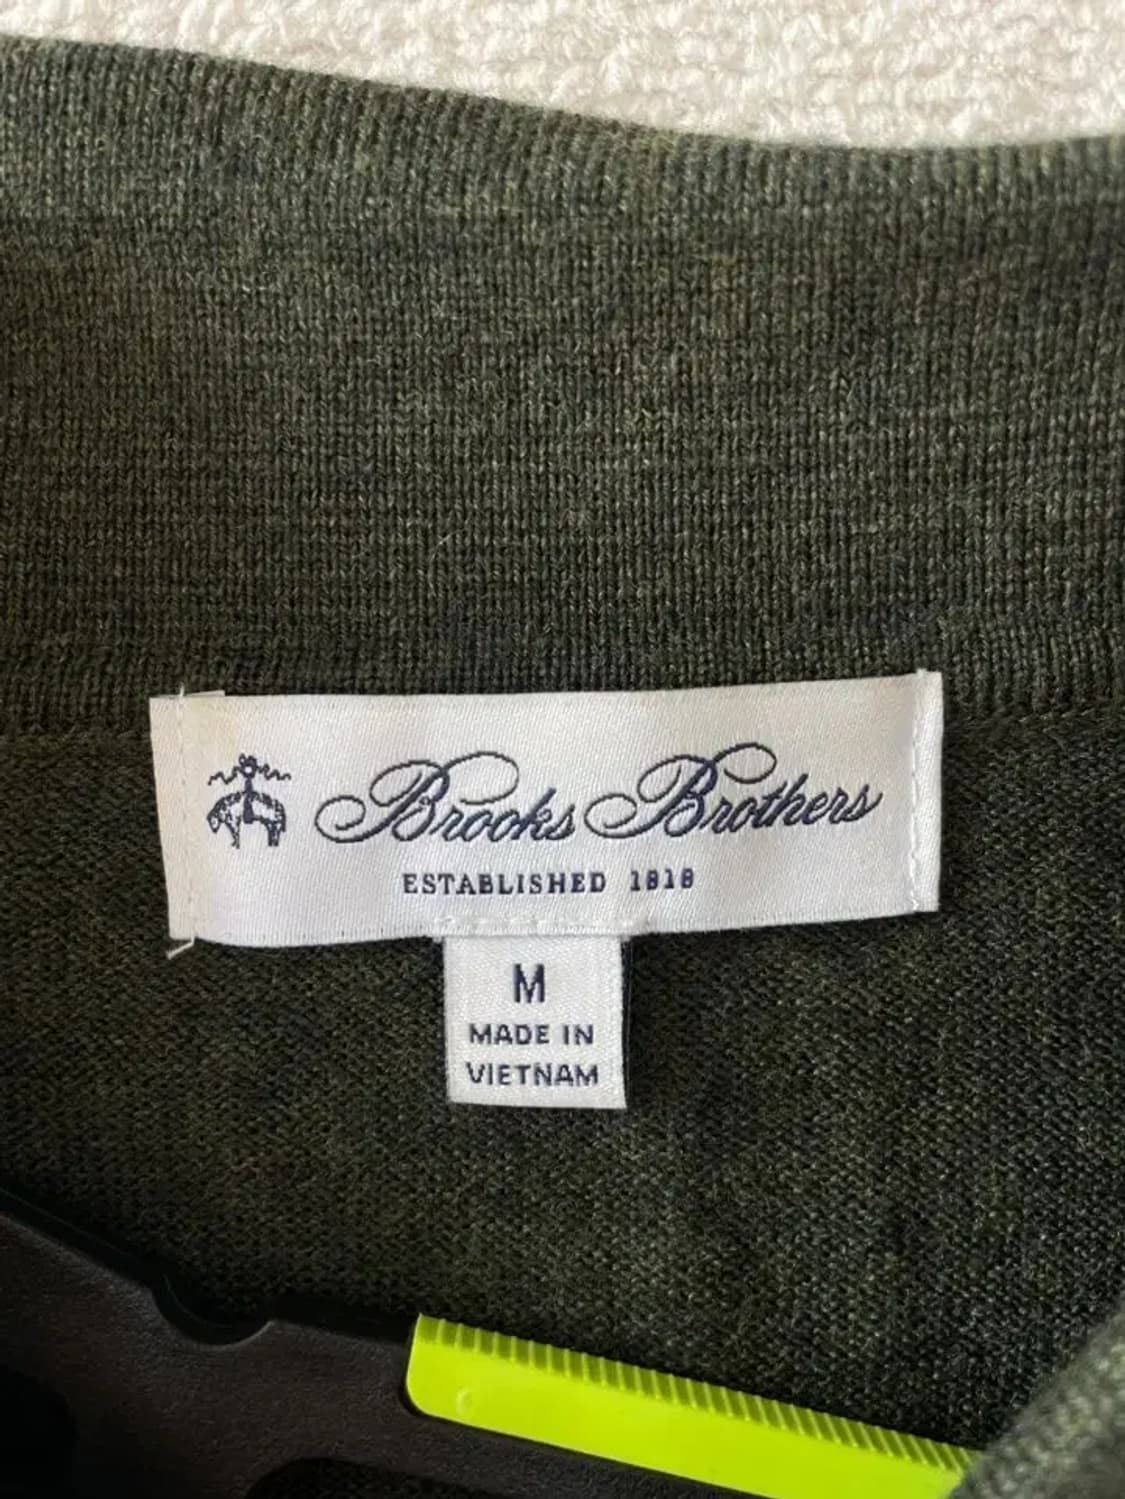 Brooks Brothers
ESTABLISHED 1818
M
MADE IN
VIETNAM